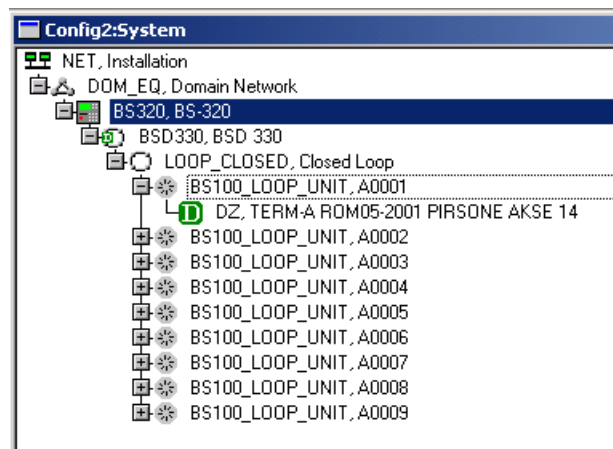 Config2:System
NET, Installation
DOM_EQ, Domain Network
BS320, BS-320
BSD330, BSD 330
LOOP_CLOSED, Closed Loop
BS100_LOOP_UNIT, A0001
D DZ, TERM-A ROM05-2001 PIRSONE AKSE 14
BS100_LOOP_UNIT, A0002
BS100_LOOP_UNIT, A0003
BS100_LOOP_UNIT, A0004
BS100_LOOP_UNIT, A0005
BS100_LOOP_UNIT, A0006
BS100_LOOP_UNIT, A0007
BS100_LOOP_UNIT, A0008
BS100_LOOP_UNIT, A0009